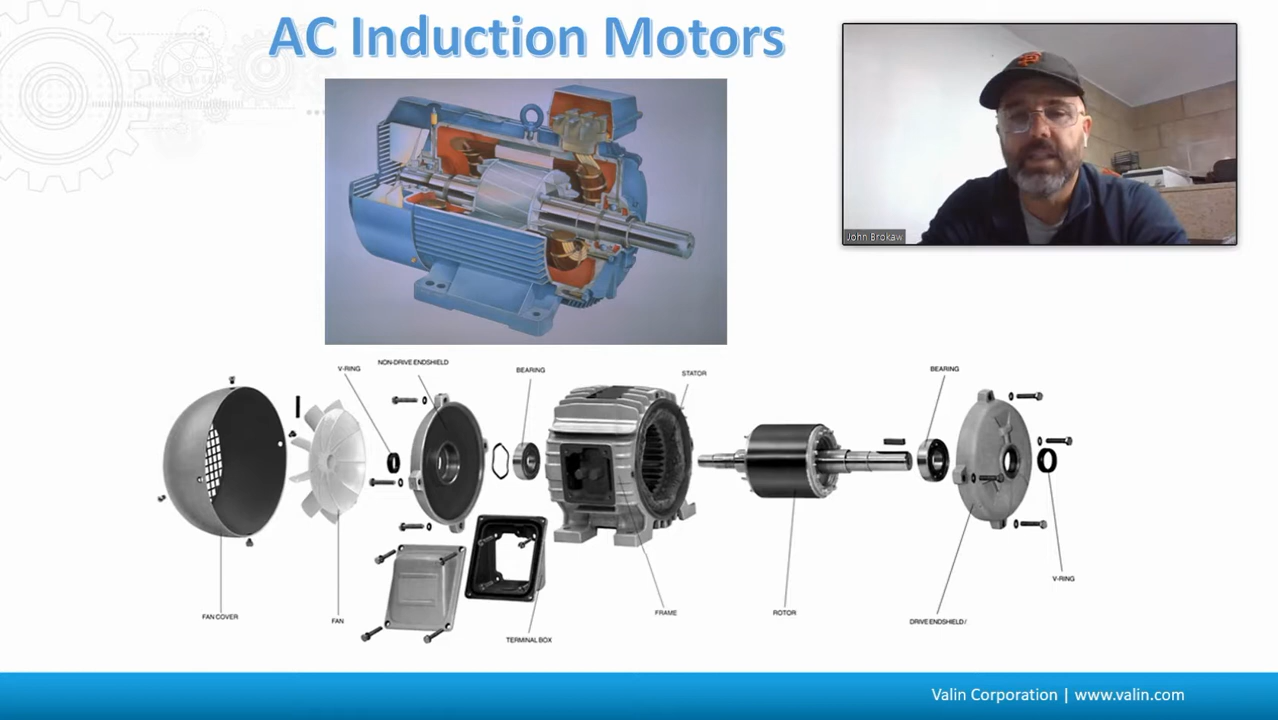 AC Induction Motors
John Brokaw
V-RING
NON-DRIVE ENDSHIELD
BEARING
STATOR
BEARING
V-RING
FAN COVER
FAN
TERMINAL BOX
FRAME
ROTOR
DRIVE ENDSHIELD/
Valin Corporation | www.valin.com